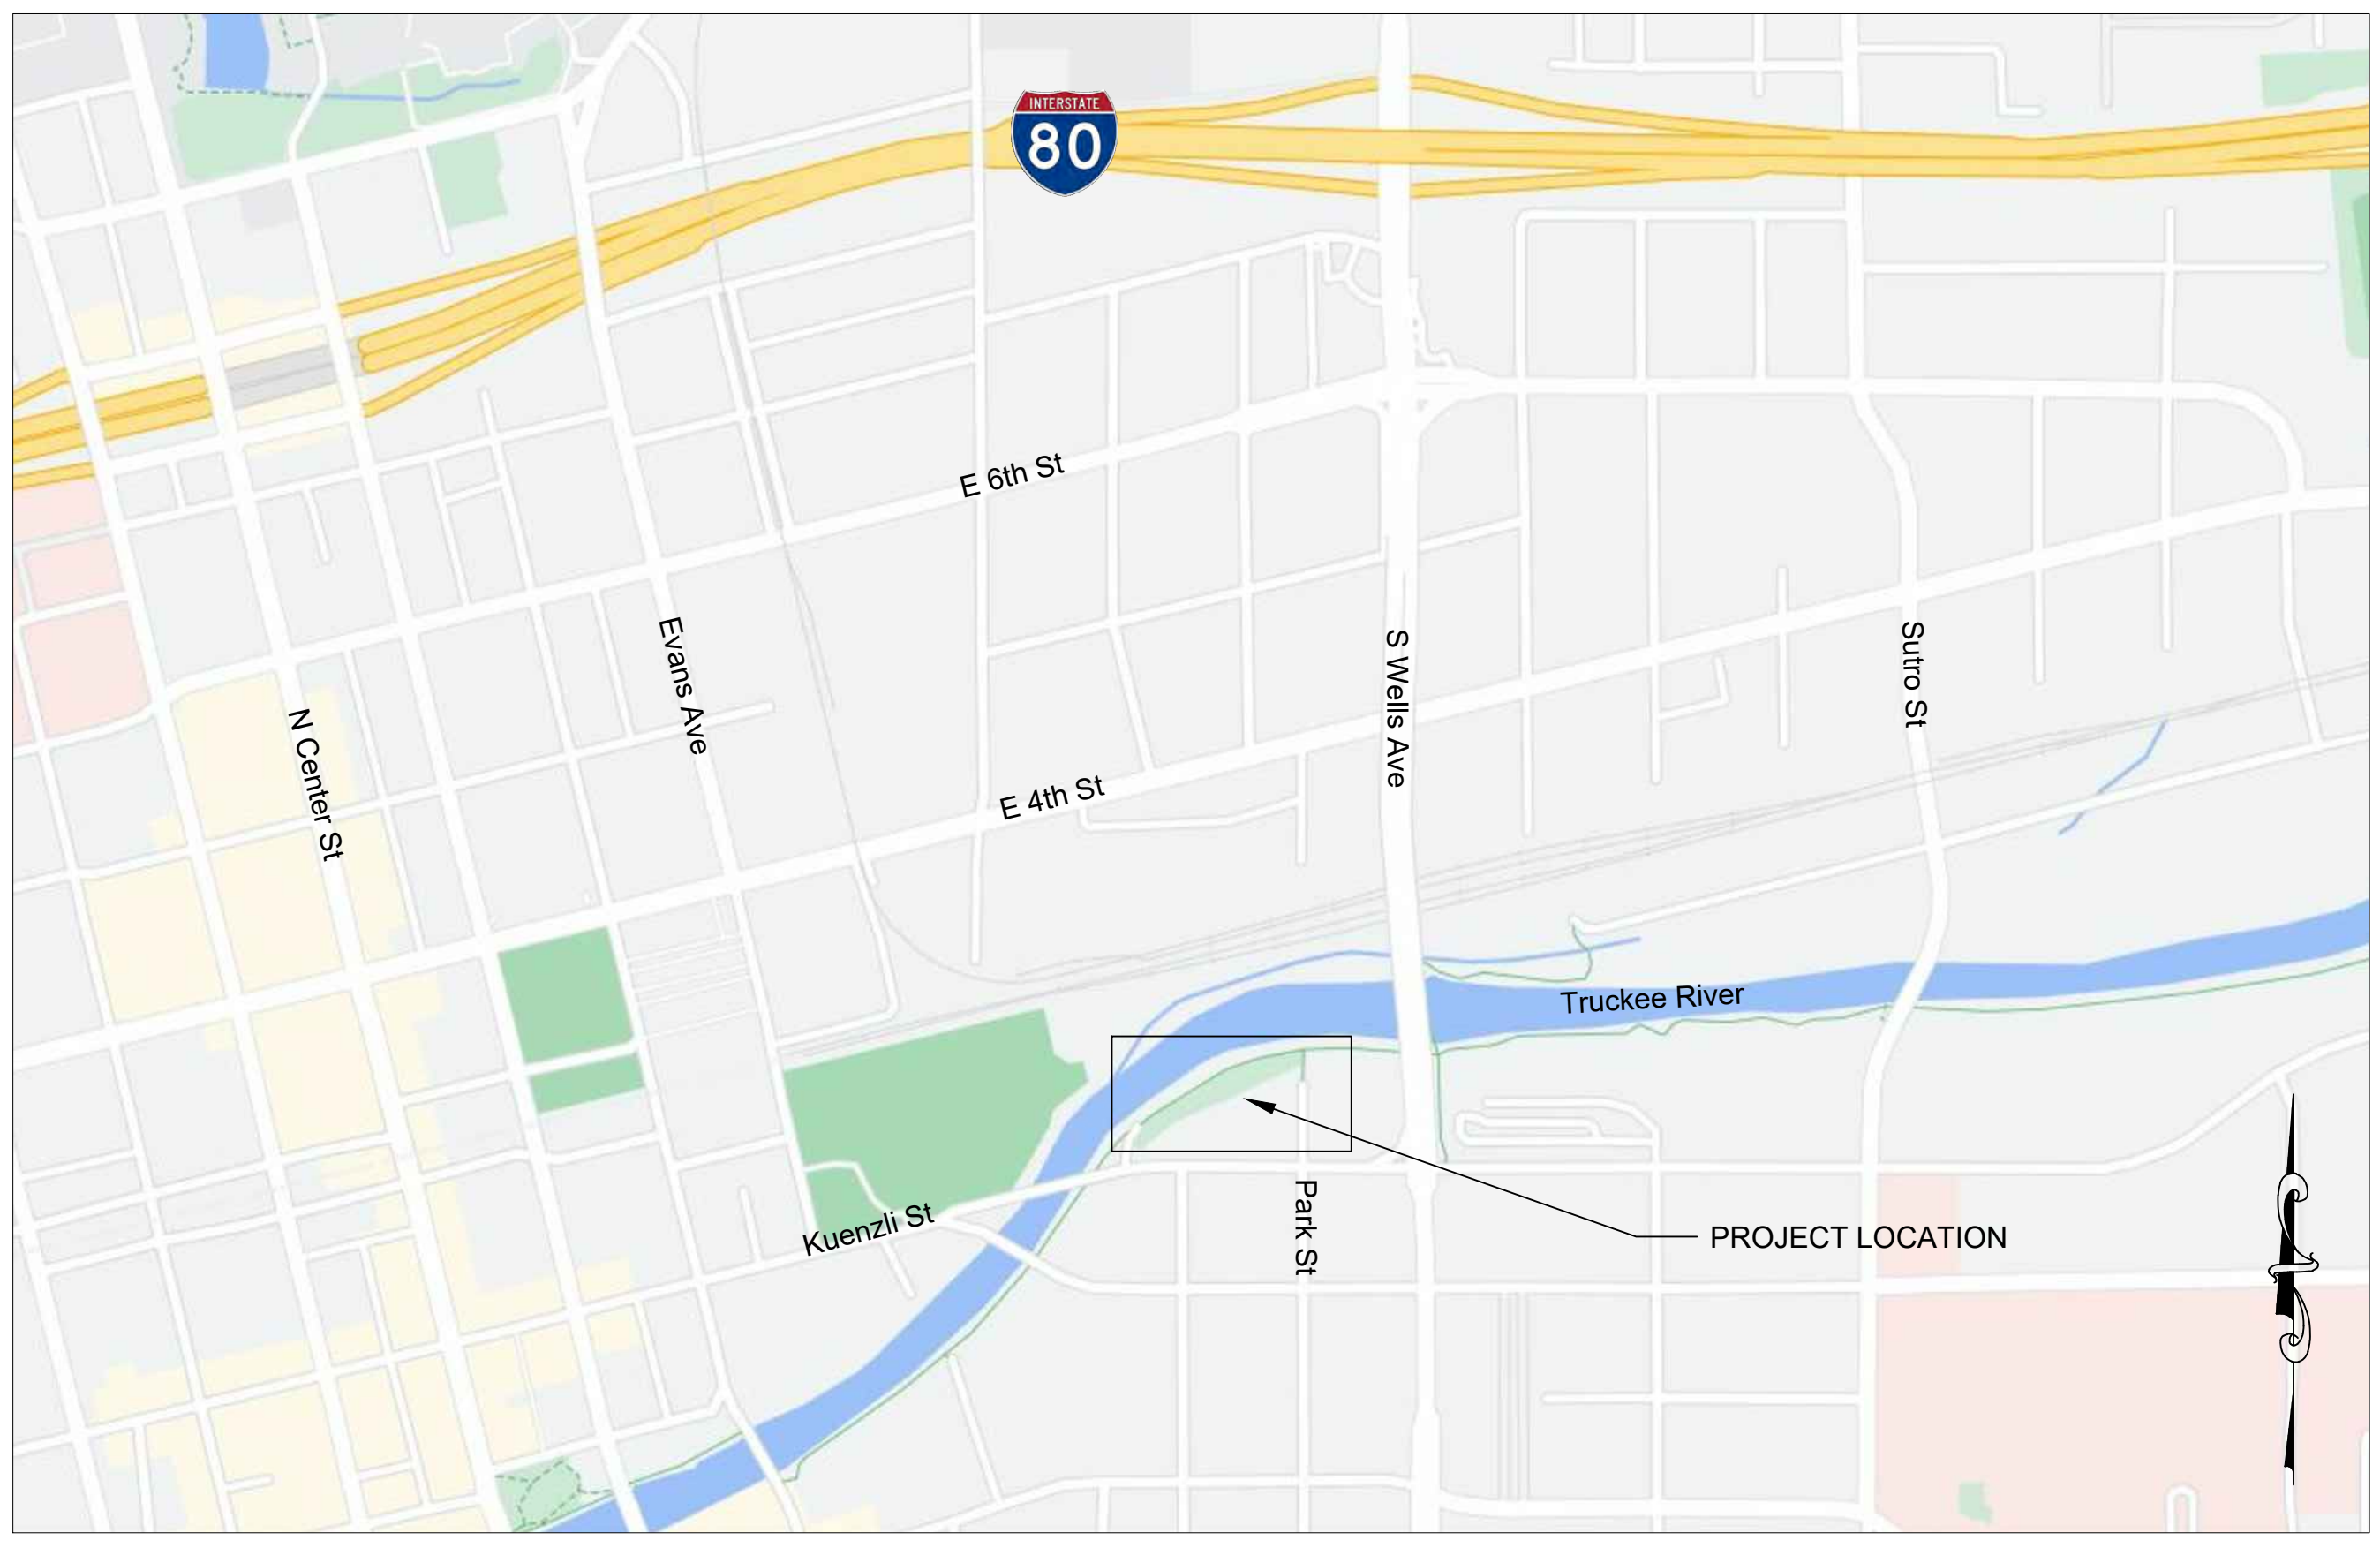 INTERSTATE
80
E 6th St
Evans Ave
S Wells Ave
Sutro St
N Center St
E 4th St
Truckee River
Kuenzli St
Park St
PROJECT LOCATION